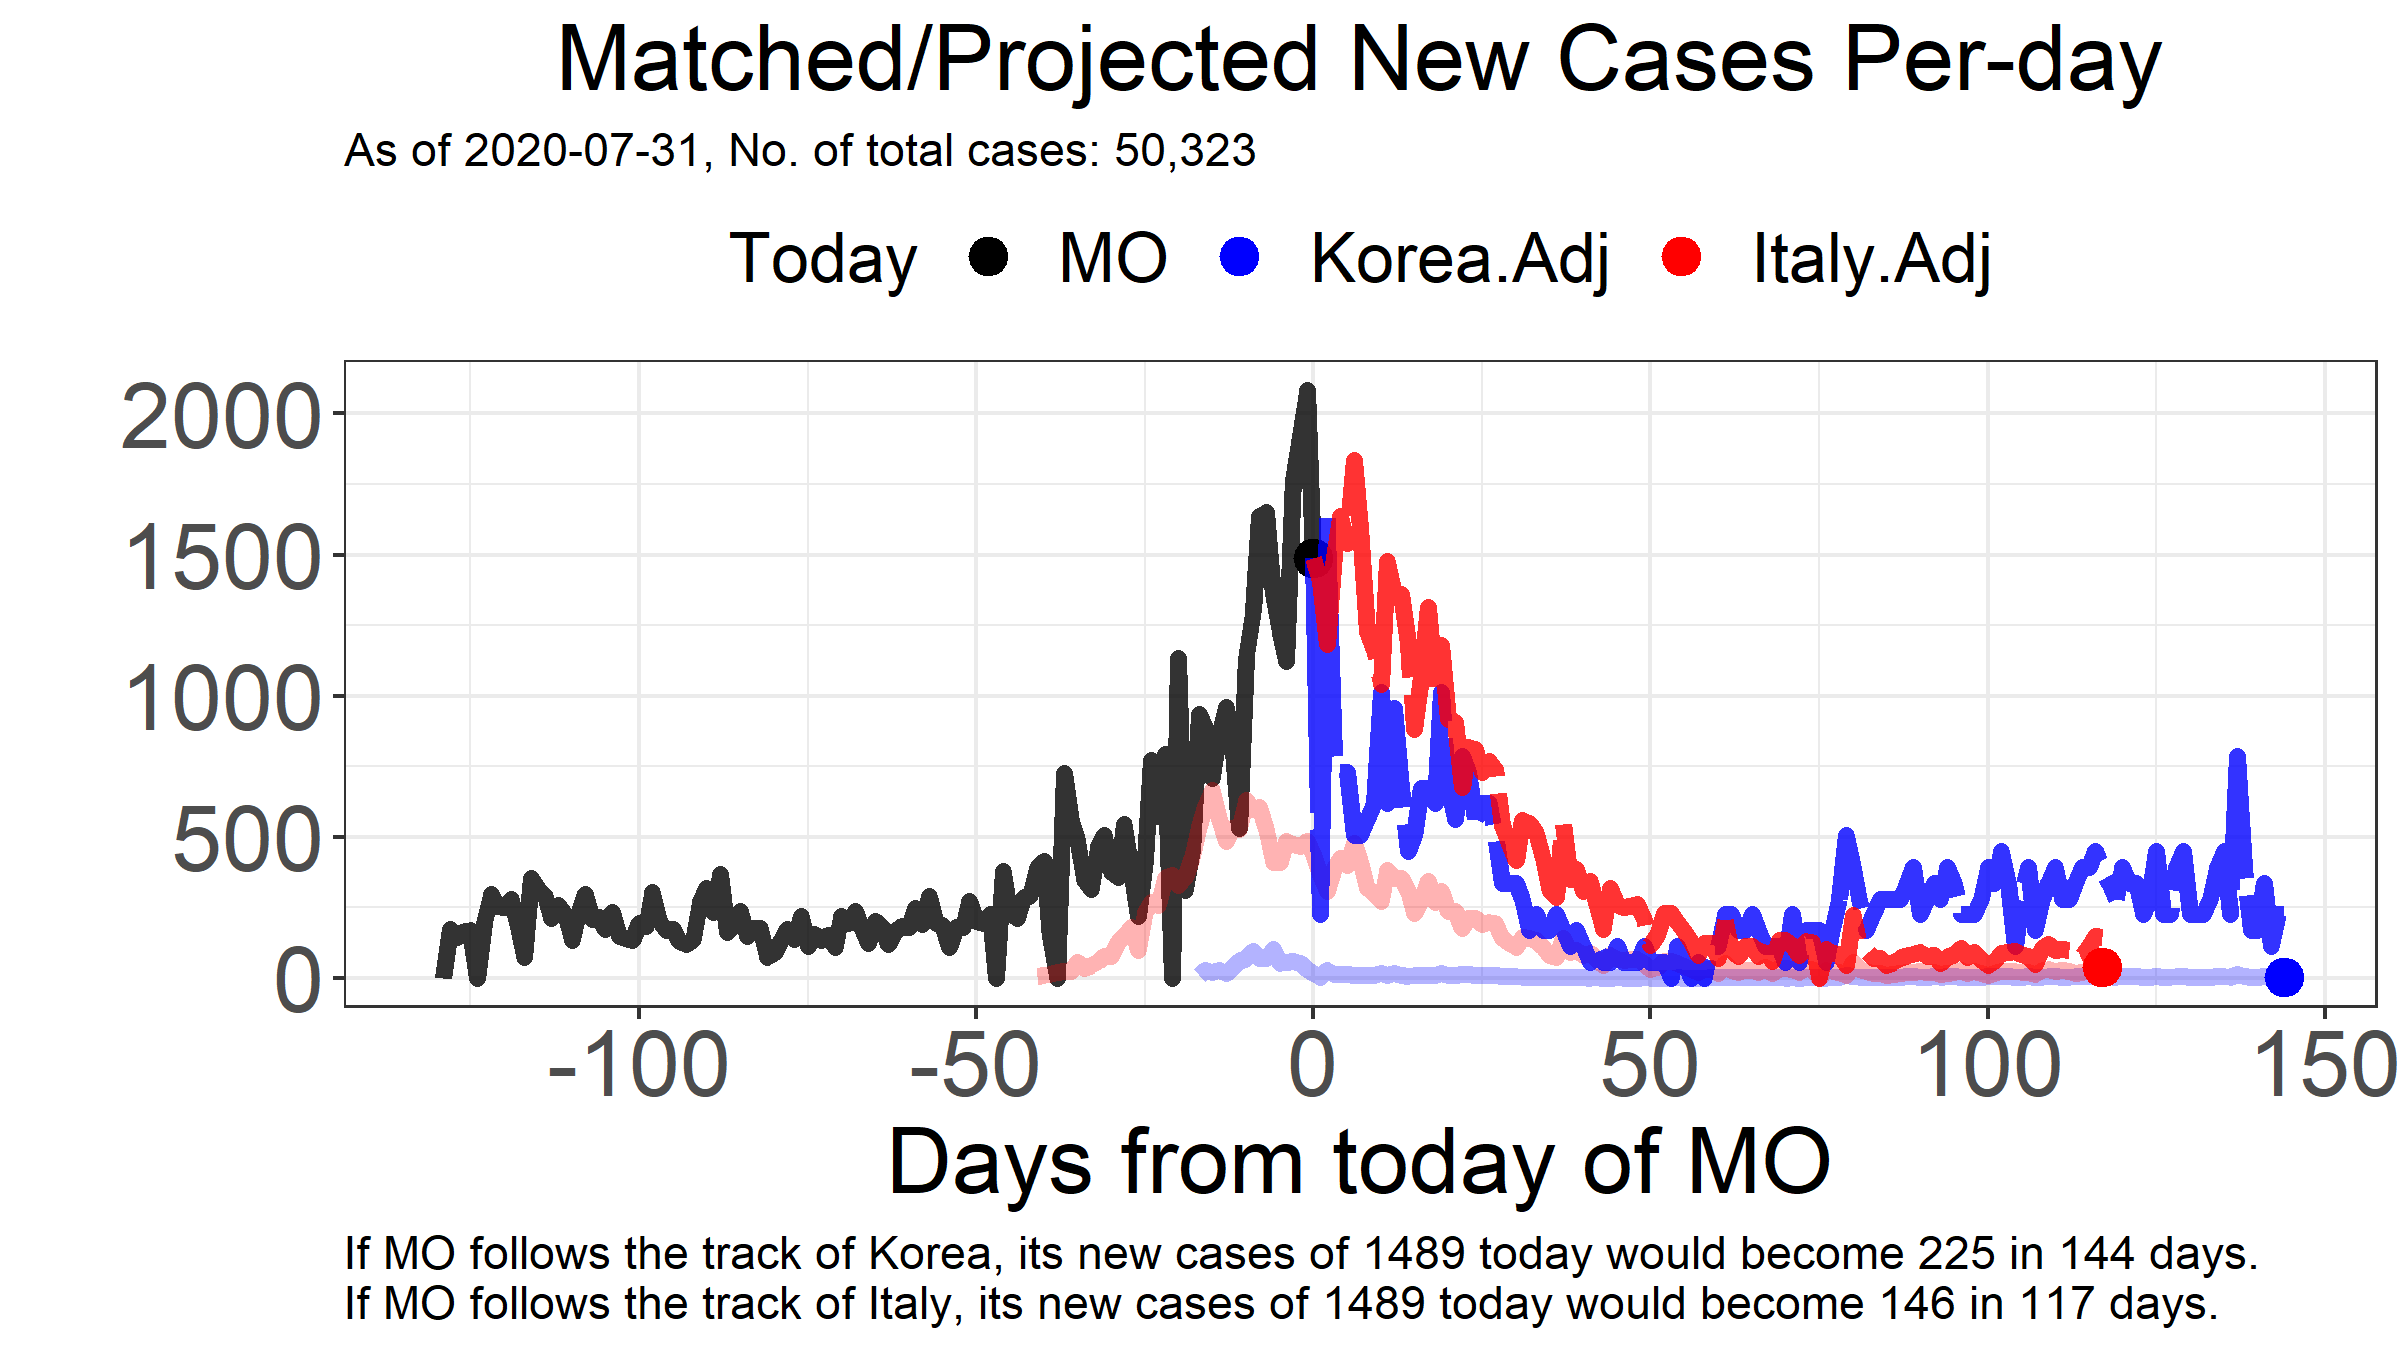 Matched/Projected New Cases Per-day
As of 2020-07-31, No. of total cases: 50,323
Today MO Korea.Adj Italy.Adj
2000
1500
1000
500
0
-100 -50 0 50 100 150
Days from today of MO
If MO follows the track of Korea, its new cases of 1489 today would become 225 in 144 days.
If MO follows the track of Italy, its new cases of 1489 today would become 146 in 117 days.